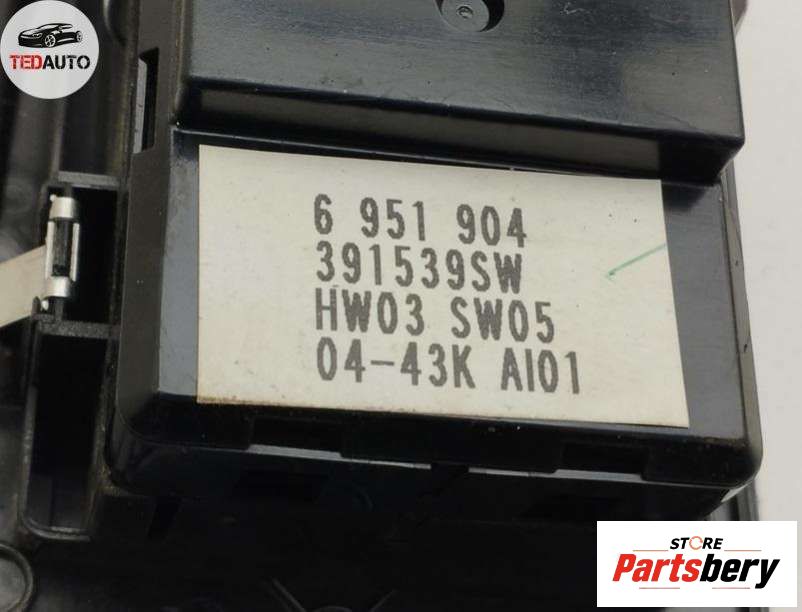 TEDAUTO
6 951 904
391539SW
HW03 SW05
04-43K AI01
STORE
Partsbery